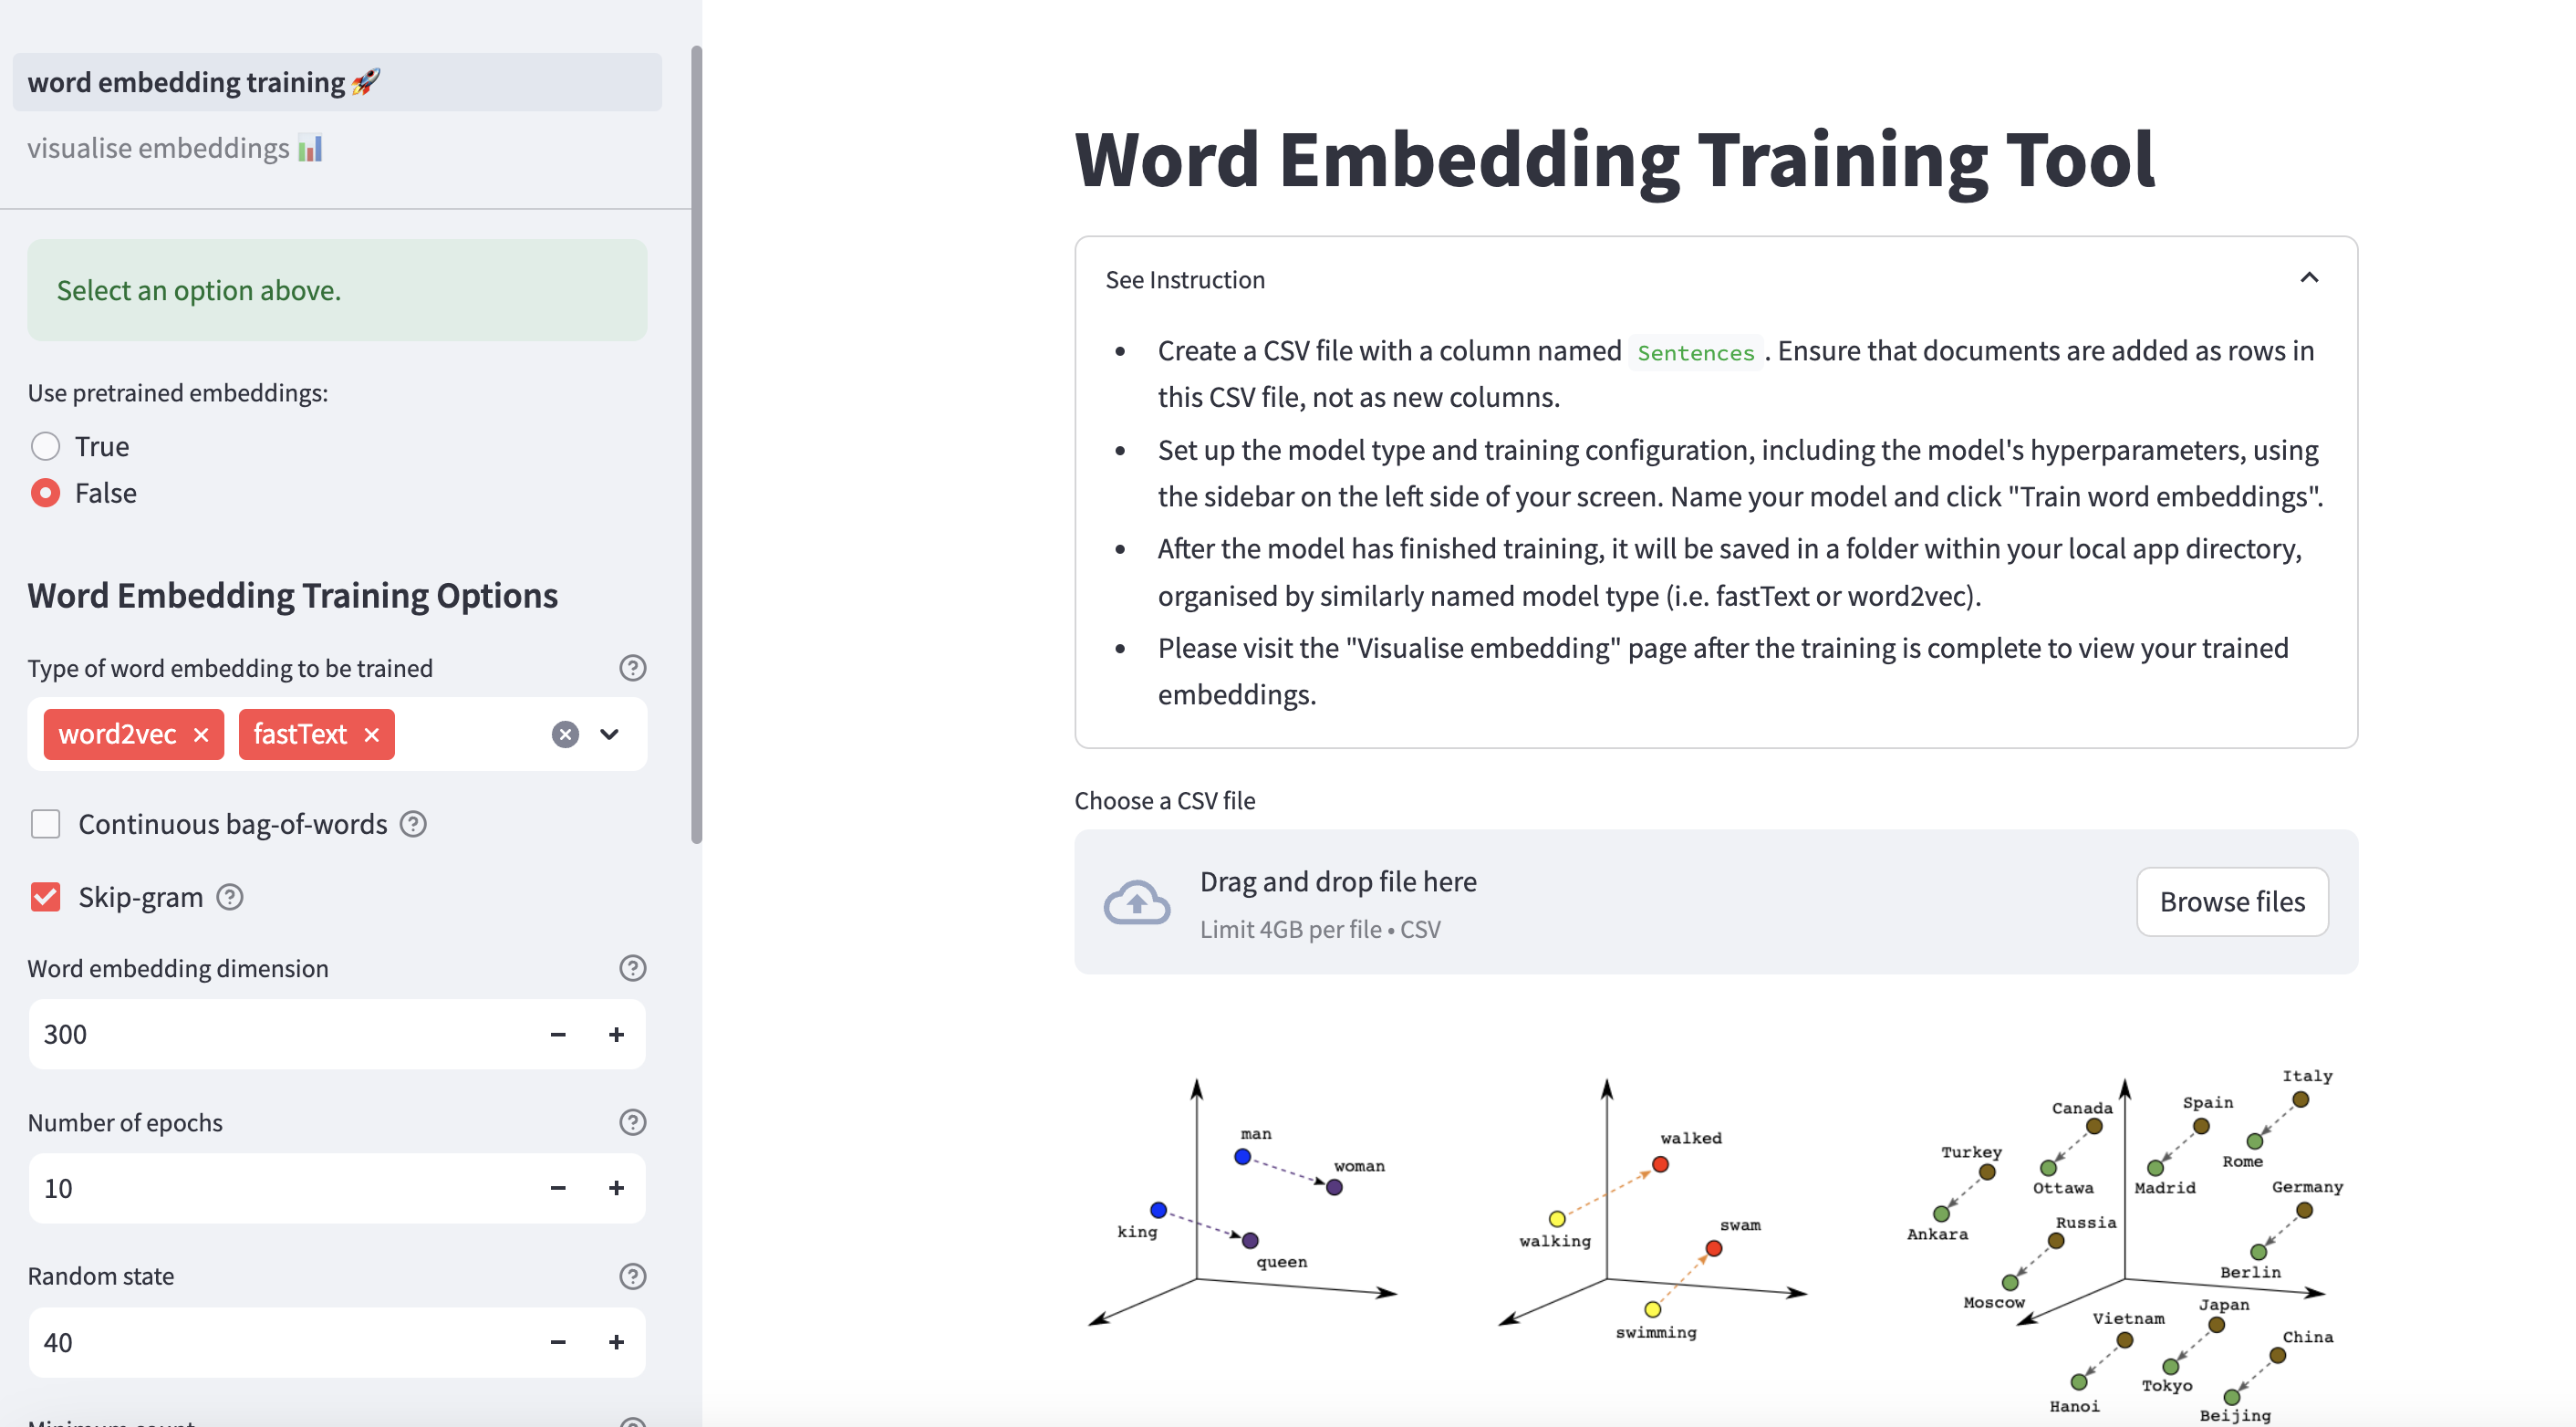 word embedding training 🚀
visualise embeddings 📊
Select an option above.
Use pretrained embeddings:
True
False
Word Embedding Training Options
Type of word embedding to be trained
word2vec
fastText
Continuous bag-of-words
Skip-gram
Word embedding dimension
300
Number of epochs
10
Random state
40
Word Embedding Training Tool
See Instruction
Create a CSV file with a column named Sentences. Ensure that documents are added as rows in
this CSV file, not as new columns.
Set up the model type and training configuration, including the model's hyperparameters, using
the sidebar on the left side of your screen. Name your model and click "Train word embeddings".
After the model has finished training, it will be saved in a folder within your local app directory,
organised by similarly named model type (i.e. fastText or word2vec).
Please visit the "Visualise embedding" page after the training is complete to view your trained
embeddings.
Choose a CSV file
Drag and drop file here
Limit 4GB per file • CSV
Browse files
man
woman
king
queen
walked
walking
swam
swimming
Italy
Canada
Spain
Turkey
Rome
Ottawa
Madrid
Germany
Ankara
Russia
Berlin
Moscow
Japan
Vietnam
China
Tokyo
Hanoi
Beijing